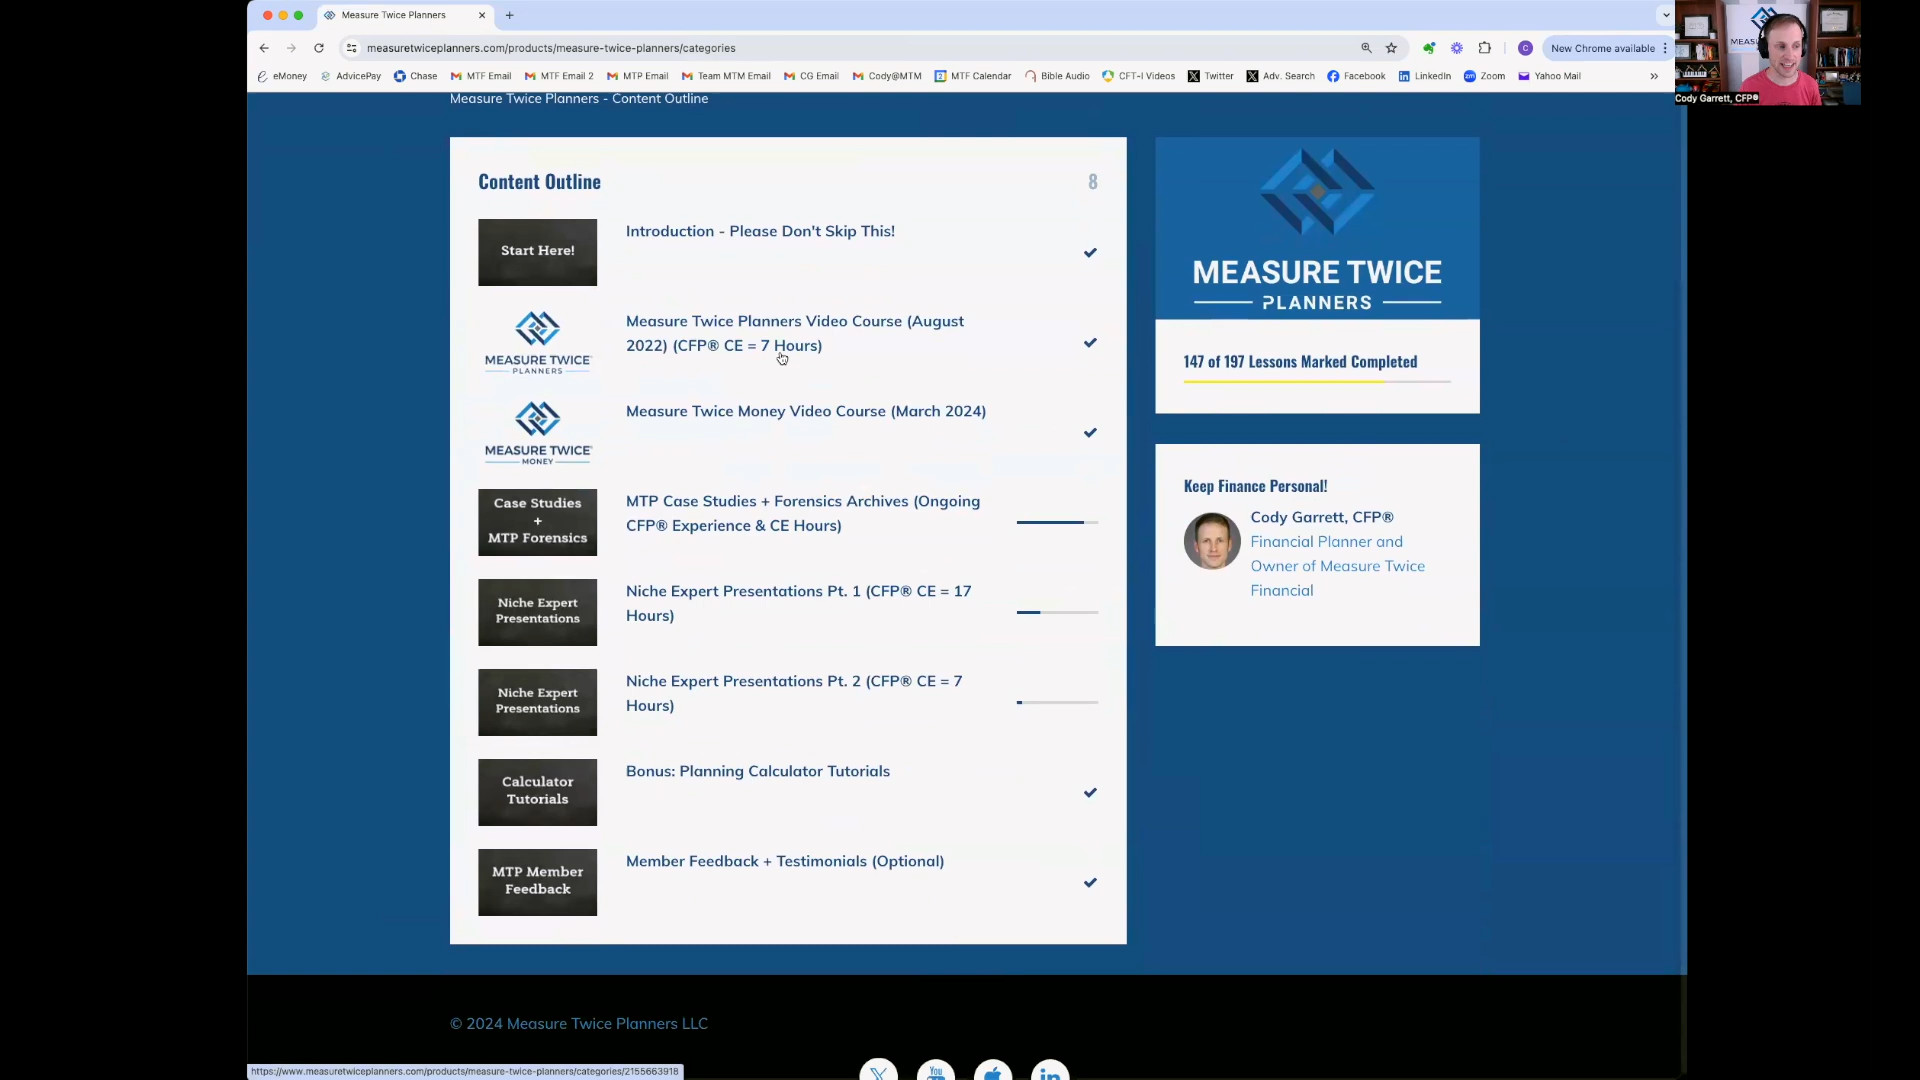 Measure Twice Planners
measuretwiceplanners.com/products/measure-twice-planners/categories
New Chrome available
eMoney
AdvicePay
Chase
MTF Email
MTF Email 2
MTP Email
Team MTM Email
CG Email
Cody@MTM
MTF Calendar
Bible Audio
CFT-I Videos
Twitter
Adv. Search
Facebook
LinkedIn
Zoom
Yahoo Mail
Cody Garrett, CFP®
Measure Twice Planners - Content Outline
Content Outline
8
Start Here!
Introduction - Please Don't Skip This!
MEASURE TWICE
PLANNERS
Measure Twice Planners Video Course (August
2022) (CFP® CE = 7 Hours)
MEASURE TWICE
MONEY
Measure Twice Money Video Course (March 2024)
Case Studies
+
MTP Forensics
MTP Case Studies + Forensics Archives (Ongoing
CFP® Experience & CE Hours)
Niche Expert
Presentations
Niche Expert Presentations Pt. 1 (CFP® CE = 17
Hours)
Niche Expert
Presentations
Niche Expert Presentations Pt. 2 (CFP® CE = 7
Hours)
Calculator
Tutorials
Bonus: Planning Calculator Tutorials
MTP Member
Feedback
Member Feedback + Testimonials (Optional)
MEASURE TWICE
PLANNERS
147 of 197 Lessons Marked Completed
Keep Finance Personal!
Cody Garrett, CFP®
Financial Planner and
Owner of Measure Twice
Financial
© 2024 Measure Twice Planners LLC
https://www.measuretwiceplanners.com/products/measure-twice-planners/categories/2155663918